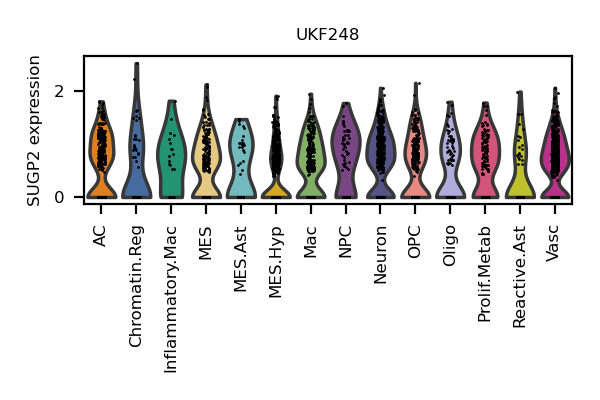 UKF248
SUGP2 expression
2
0
AC
Chromatin.Reg
Inflammatory.Mac
MES
MES.Ast
MES.Hyp
Mac
NPC
Neuron
OPC
Oligo
Prolif.Metab
Reactive.Ast
Vasc